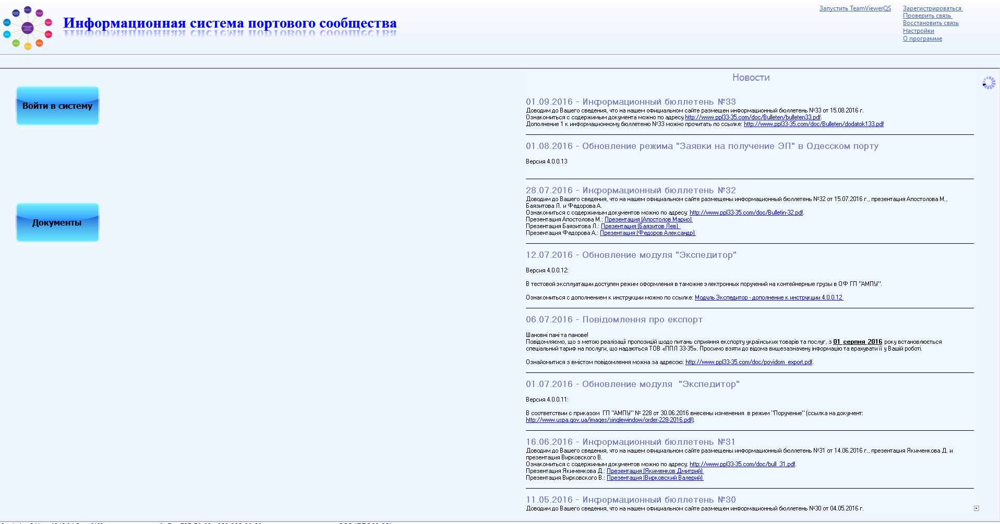 Информационная система портового сообщества
Запустить TeamViewerQS
Зарегистрироваться
Проверить связь
Восстановить связь
Настройки
О программе
Войти в систему
Документы
Новости
01.09.2016 - Информационный бюллетень №33
Доводим до Вашего сведения, что на нашем официальном сайте размещен информационный бюллетень №33 от 15.08.2016 г.
Ознакомиться с содержимым документа можно по адресу http://www.ppl33-35.com/doc/Bulleten/bulleten33.pdf.
Дополнение 1 к информационному бюллетеню №33 можно прочитать по ссылке: http://www.ppl33-35.com/doc/Bulleten/dodatok133.pdf
01.08.2016 - Обновление режима "Заявки на получение ЭП" в Одесском порту
Версия 4.0.0.13
28.07.2016 - Информационный бюллетень №32
Доводим до Вашего сведения, что на нашем официальном сайте размещены информационный бюллетень №32 от 15.07.2016 г., презентация Апостолова М.,
Баязитова Л. и Федорова А.
Ознакомиться с содержимым документов можно по адресу: http://www.ppl33-35.com/doc/Bulletin-32.pdf.
Презентация Апостолова М.: Презентация (Апостолов Марио)
Презентация Баязитова Л.: Презентация (Баязитов Лев)
Презентация Федорова А.: Презентация (Федоров Александр)
12.07.2016 - Обновление модуля "Экспедитор"
Версия 4.0.0.12:
В тестовой эксплуатации доступен режим оформления в таможне электронных поручений на контейнерные грузы в ОФ ГП "АМПУ".
Ознакомиться с дополнением к инструкции можно по ссылке: Модуль Экспедитор - дополнение к инструкции 4.0.0.12
06.07.2016 - Повідомлення про експорт
Шановні пані та панове!
Повідомляємо, що з метою реалізації пропозицій щодо питань сприяння експорту українських товарів та послуг, з 01 серпня 2016 року встановлюється
спеціальний тариф на послуги, що надаються ТОВ «ППЛ 33-35». Просимо взяти до відома вищезазначену інформацію та врахувати її у Вашій роботі.
Ознайомитися з вмістом повідомлення можна за адресою: http://www.ppl33-35.com/doc/povidom_export.pdf.
01.07.2016 - Обновление модуля "Экспедитор"
Версия 4.0.0.11:
В соответствии с приказом ГП "АМПУ" № 228 от 30.06.2016 внесены изменения в режим "Поручение" (ссылка на документ:
http://www.uspa.gov.ua/images/singlewindow/order-228-2016.pdf).
16.06.2016 - Информационный бюллетень №31
Доводим до Вашего сведения, что на нашем официальном сайте размещены информационный бюллетень №31 от 14.06.2016 г., презентация Якименкова Д. и
презентация Вирковского В.
Ознакомиться с содержимым документов можно по адресу: http://www.ppl33-35.com/doc/bull_31.pdf.
Презентация Якименкова Д.: Презентация (Якименков Дмитрий)
Презентация Вирковского В.: Презентация (Вирковский Валерий)
11.05.2016 - Информационный бюллетень №30
Доводим до Вашего сведения, что на нашем официальном сайте размещен информационный бюллетень №30 от 04.05.2016 г.